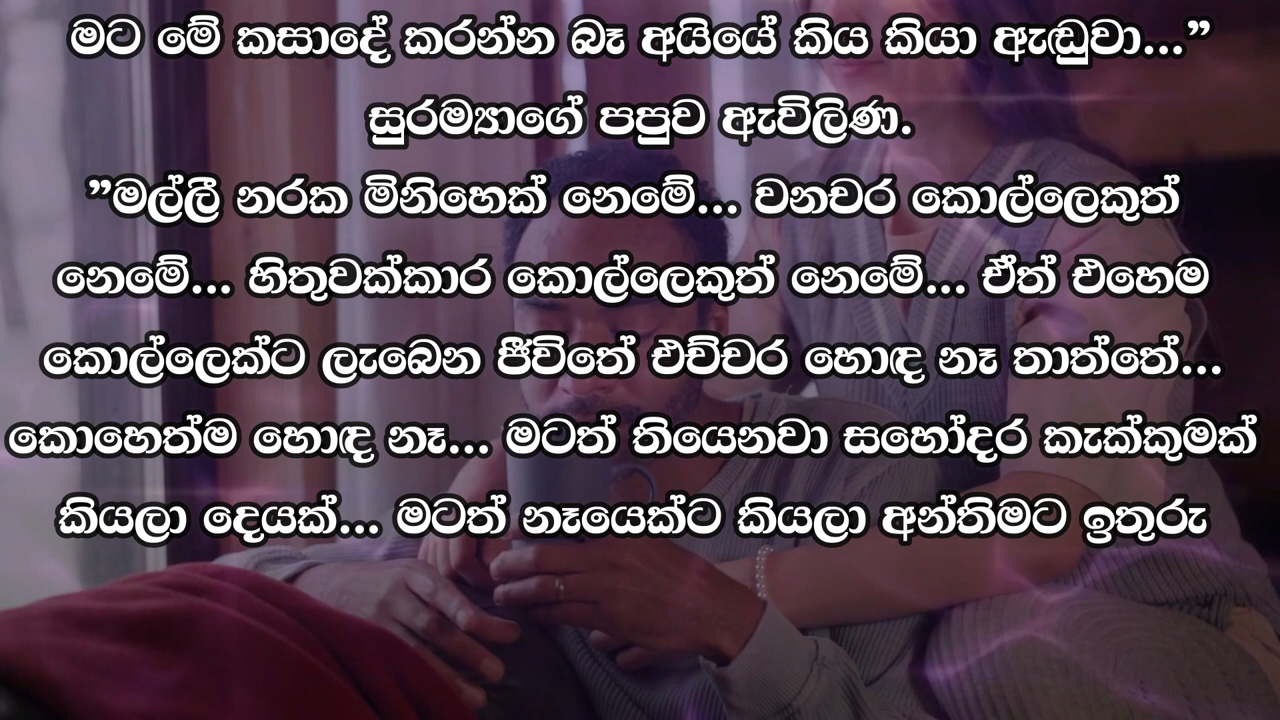 මට මේ කසාදේ කරන්න බෑ අයියේ කිය කියා ඇඬුවා...”
සුරම්‍යාගේ පපුව ඇවිලිණ.
”මල්ලී නරක මිනිහෙක් නෙමේ... වනචර කොල්ලෙකුත්
නෙමේ... හිතුවක්කාර කොල්ලෙකුත් නෙමේ... ඒත් එහෙම
කොල්ලෙක්ට ලැබෙන ජීවිතේ එච්චර හොඳ නෑ තාත්තේ...
කොහෙත්ම හොඳ නෑ... මටත් තියෙනවා සහෝදර කැක්කුමක්
කියලා දෙයක්... මටත් නෑයෙක්ට කියලා අන්තිමට ඉතුරු